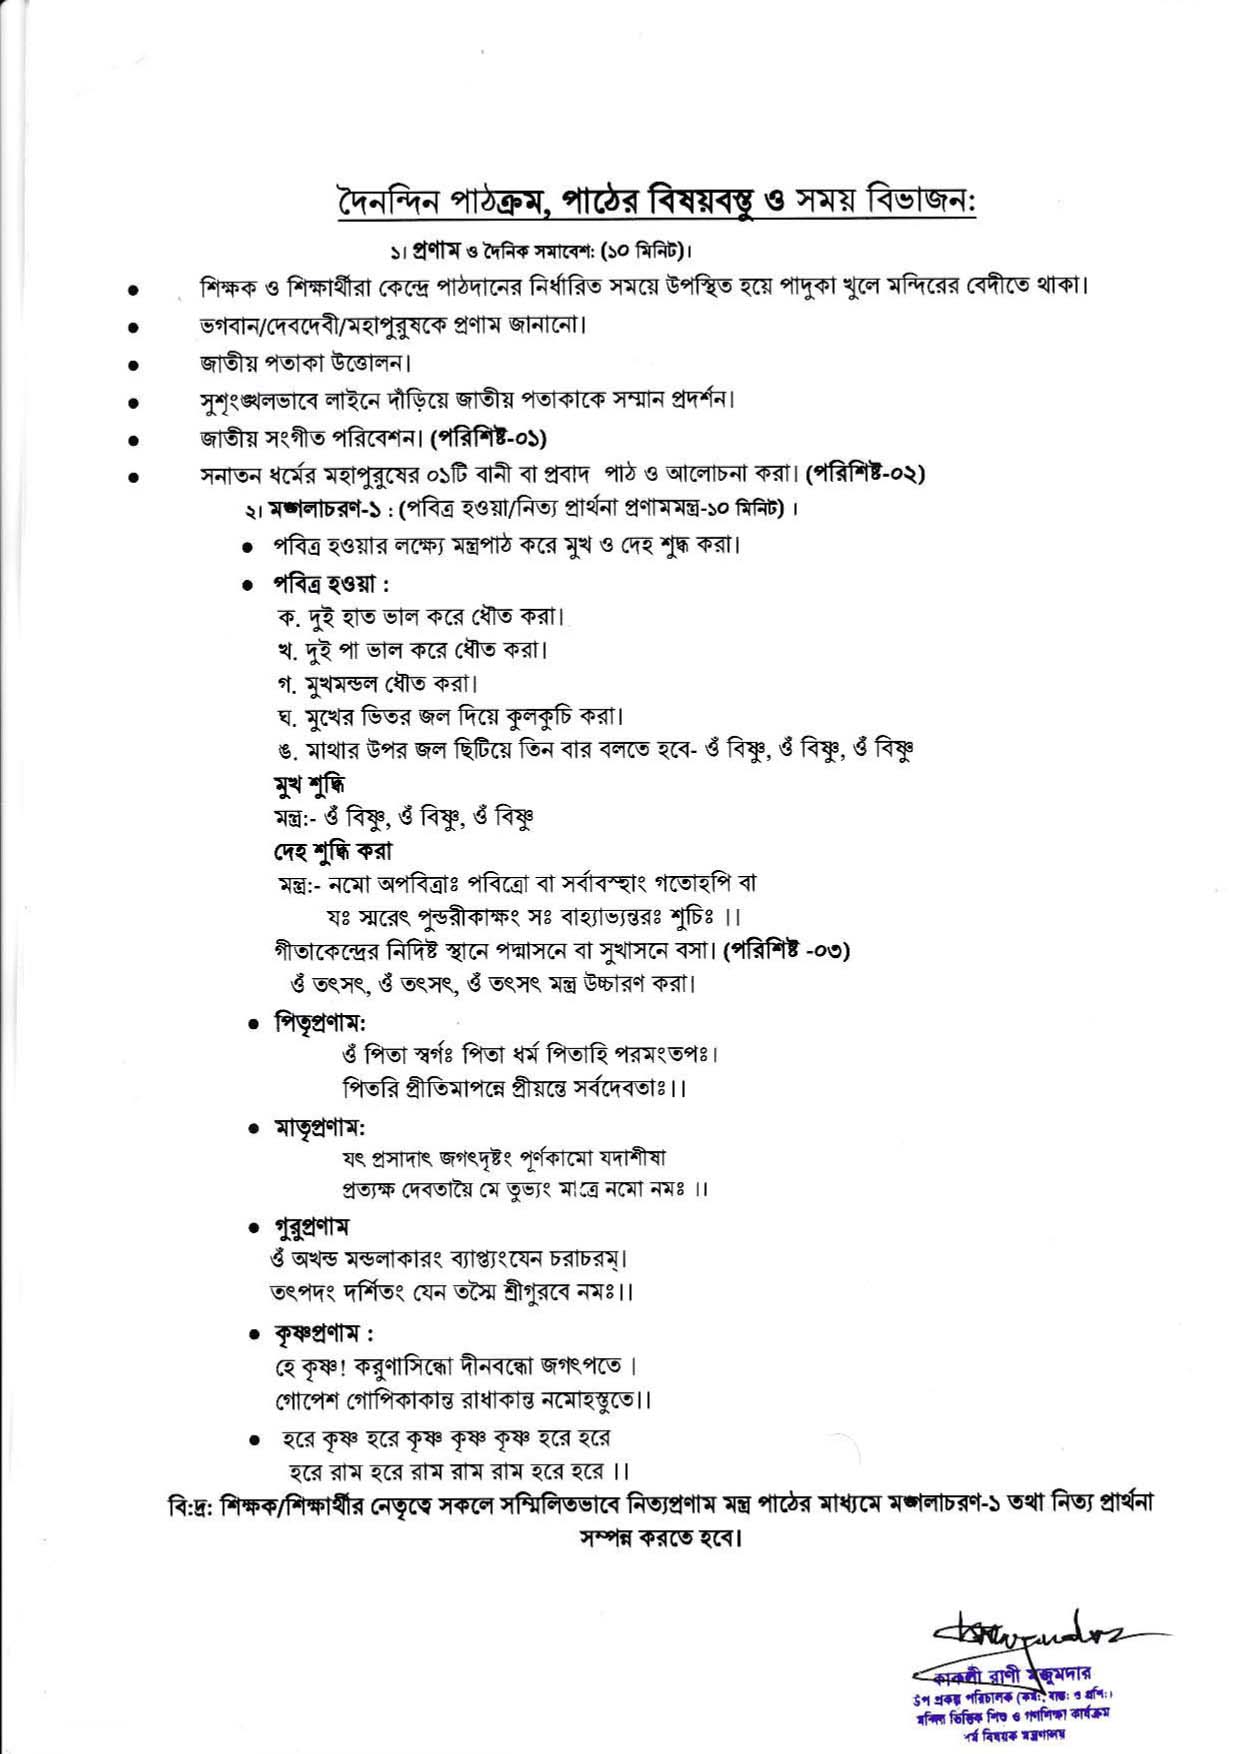 দৈনন্দিন পাঠক্রম, পাঠের বিষয়বস্তু ও সময় বিভাজন:
১। প্রণাম ও দৈনিক সমাবেশ: (১০ মিনিট)।
● শিক্ষক ও শিক্ষার্থীরা কেন্দ্রে পাঠদানের নির্ধারিত সময়ে উপস্থিত হয়ে পাদুকা খুলে মন্দিরের বেদীতে থাকা।
● ভগবান/দেবদেবী/মহাপুরুষকে প্রণাম জানানো।
● জাতীয় পতাকা উত্তোলন।
● সুশৃংঙ্খলভাবে লাইনে দাঁড়িয়ে জাতীয় পতাকাকে সম্মান প্রদর্শন।
● জাতীয় সংগীত পরিবেশন। (পরিশিষ্ট-০১)
● সনাতন ধর্মের মহাপুরুষের ০১টি বানী বা প্রবাদ পাঠ ও আলোচনা করা। (পরিশিষ্ট-০২)
২। মঙ্গলাচরণ-১ : (পবিত্র হওয়া/নিত্য প্রার্থনা প্রণামমন্ত্র-১০ মিনিট) ।
● পবিত্র হওয়ার লক্ষ্যে মন্ত্রপাঠ করে মুখ ও দেহ শুদ্ধ করা।
● পবিত্র হওয়া :
ক. দুই হাত ভাল করে ধৌত করা।
খ. দুই পা ভাল করে ধৌত করা।
গ. মুখমন্ডল ধৌত করা।
ঘ. মুখের ভিতর জল দিয়ে কুলকুচি করা।
ঙ. মাথার উপর জল ছিটিয়ে তিন বার বলতে হবে- ওঁ বিষ্ণু, ওঁ বিষ্ণু, ওঁ বিষ্ণু
মুখ শুদ্ধি
মন্ত্র:- ওঁ বিষ্ণু, ওঁ বিষ্ণু, ওঁ বিষ্ণু
দেহ শুদ্ধি করা
মন্ত্র:- নমো অপবিত্রাঃ পবিত্রো বা সর্বাবস্হাং গতোহপি বা
যঃ স্মরেৎ পুন্ডরীকাক্ষং সঃ বাহ্যাভ্যন্তরঃ শুচিঃ ।।
গীতাকেন্দ্রের নিদিষ্ট স্থানে পদ্মাসনে বা সুখাসনে বসা। (পরিশিষ্ট -০৩)
ওঁ তৎসৎ, ওঁ তৎসৎ, ওঁ তৎসৎ মন্ত্র উচ্চারণ করা।
● পিতৃপ্রণাম:
ওঁ পিতা স্বর্গঃ পিতা ধর্ম পিতাহি পরমংতপঃ।
পিতরি প্রীতিমাপন্নে প্রীয়ন্তে সর্বদেবতাঃ।।
● মাতৃপ্রণাম:
যৎ প্রসাদাৎ জগৎদৃষ্টং পূর্ণকামো যদাশীষা
প্রত্যক্ষ দেবতায়ৈ মে তুভ্যং মাত্রে নমো নমঃ ।।
● গুরুপ্রণাম
ওঁ অখন্ড মন্ডলাকারং ব্যাপ্ত্যংযেন চরাচরম্।
তৎপদং দর্শিতং যেন তস্মৈ শ্রীগুরবে নমঃ।।
● কৃষ্ণপ্রণাম :
হে কৃষ্ণ! করুণাসিন্ধো দীনবন্ধো জগৎপতে ।
গোপেশ গোপিকাকান্ত রাধাকান্ত নমোহস্তুতে।।
● হরে কৃষ্ণ হরে কৃষ্ণ কৃষ্ণ কৃষ্ণ হরে হরে
হরে রাম হরে রাম রাম রাম হরে হরে ।।
বি:দ্র: শিক্ষক/শিক্ষার্থীর নেতৃত্বে সকলে সম্মিলিতভাবে নিত্যপ্রণাম মন্ত্র পাঠের মাধ্যমে মঙ্গলাচরণ-১ তথা নিত্য প্রার্থনা
সম্পন্ন করতে হবে।
কাকলী রাণী মজুমদার
উপ প্রকল্প পরিচালক (কর্ম:, বাস্ত: ও প্রশি:)
মন্দির ভিত্তিক শিশু ও গণশিক্ষা কার্যক্রম
ধর্ম বিষয়ক মন্ত্রণালয়